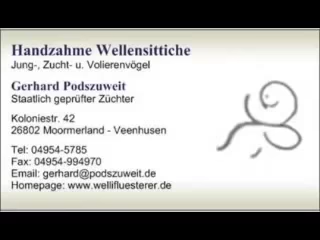 Handzahme Wellensittiche
Jung-, Zucht- u. Volierenvögel
Gerhard Podszuweit
Staatlich geprüfter Züchter
Koloniestr. 42
26802 Moormerland - Veenhusen
Tel: 04954-5785
Fax: 04954-994970
Email: gerhard@podszuweit.de
Homepage: www.wellifluesterer.de